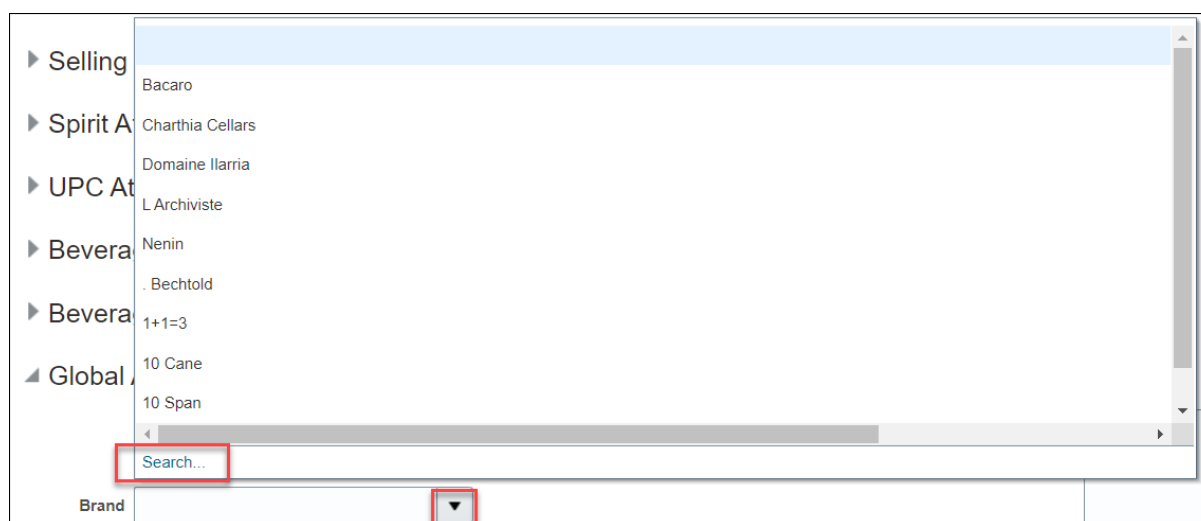 Selling
Bacaro
Spirit A
Charthia Cellars
Domaine Ilarria
UPC At
L Archiviste
Nenin
Bevera
. Bechtold
Bevera
1+1=3
10 Cane
Global
10 Span
Search...
Brand